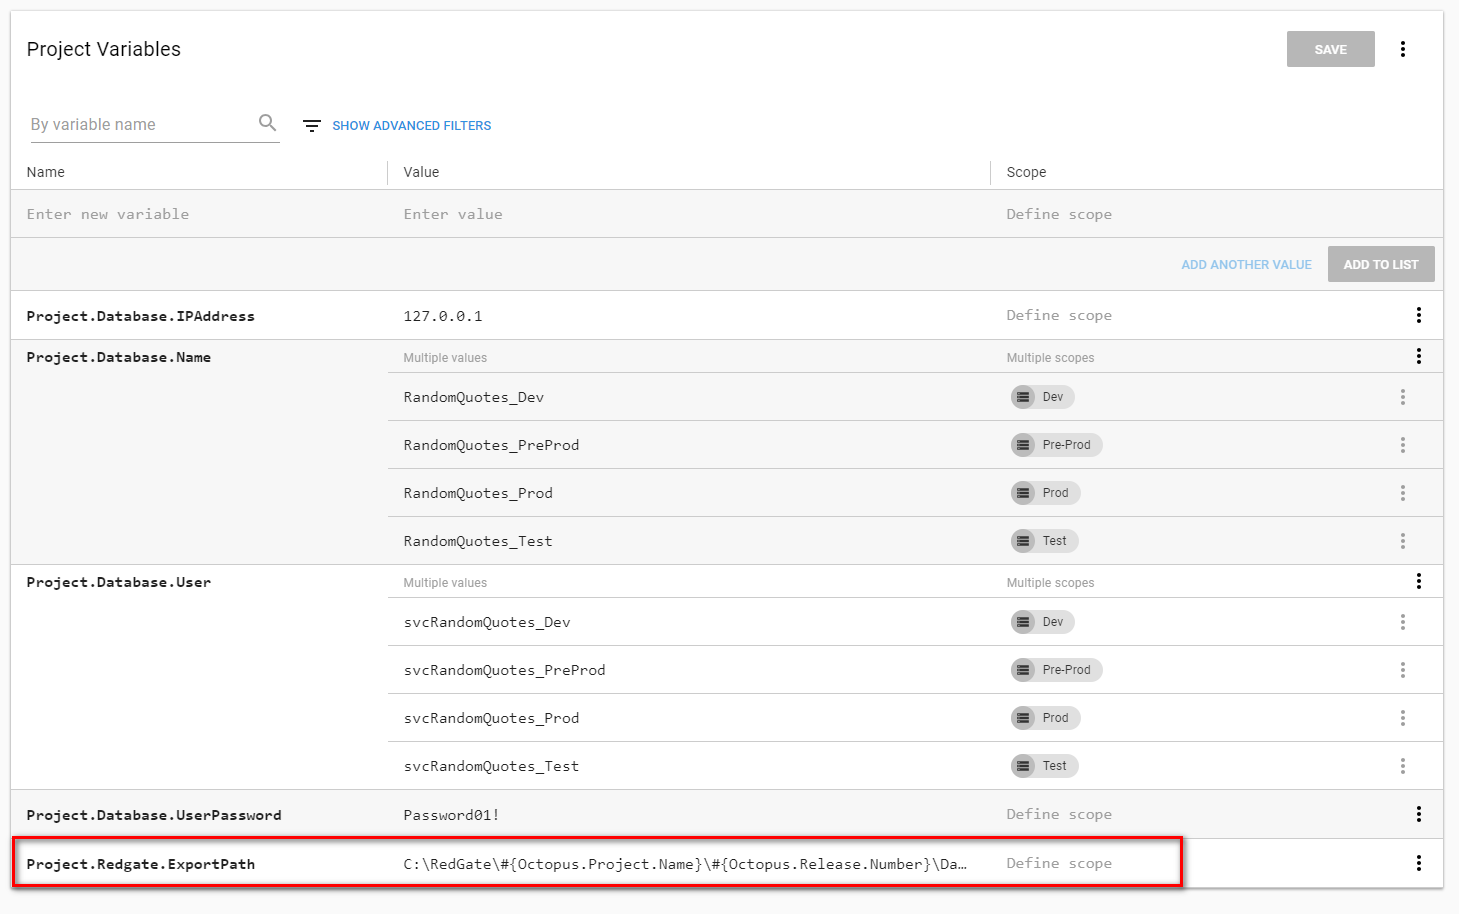 Project Variables
SAVE
By variable name
SHOW ADVANCED FILTERS
Name Value Scope
Enter new variable Enter value Define scope
ADD ANOTHER VALUE ADD TO LIST
Project.Database.IPAddress 127.0.0.1 Define scope
Project.Database.Name Multiple values Multiple scopes
RandomQuotes_Dev Dev
RandomQuotes_PreProd Pre-Prod
RandomQuotes_Prod Prod
RandomQuotes_Test Test
Project.Database.User Multiple values Multiple scopes
svcRandomQuotes_Dev Dev
svcRandomQuotes_PreProd Pre-Prod
svcRandomQuotes_Prod Prod
svcRandomQuotes_Test Test
Project.Database.UserPassword Password01! Define scope
Project.Redgate.ExportPath C:\RedGate\#{Octopus.Project.Name}\#{Octopus.Release.Number}\Da… Define scope